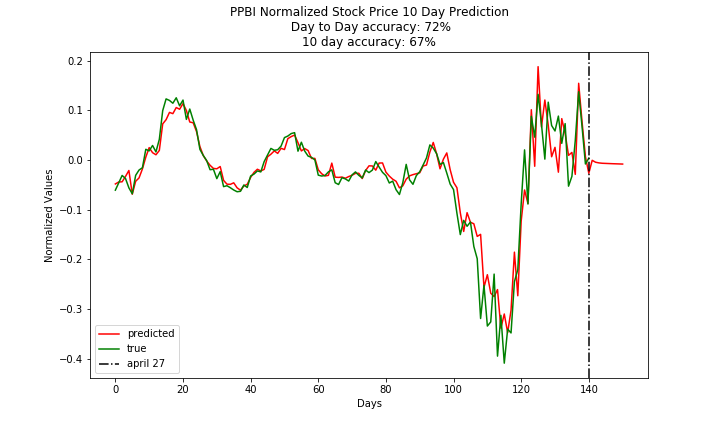 PPBI Normalized Stock Price 10 Day Prediction
Day to Day accuracy: 72%
10 day accuracy: 67%
Normalized Values
0.2
0.1
0.0
−0.1
−0.2
−0.3
−0.4
predicted
true
april 27
0
20
40
60
80
100
120
140
Days